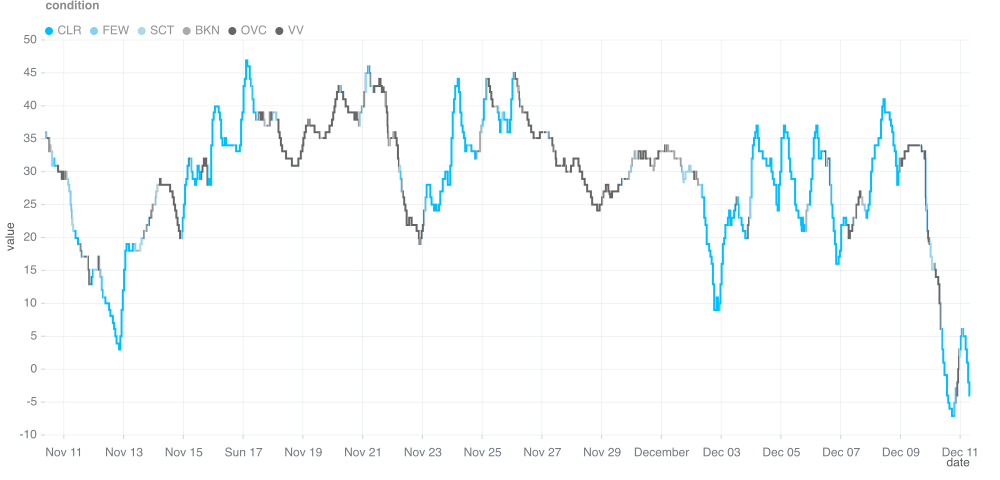 condition
CLR FEW SCT BKN OVC VV
50
45
40
35
30
25
20
15
10
5
0
-5
-10
value
Nov 11 Nov 13 Nov 15 Sun 17 Nov 19 Nov 21 Nov 23 Nov 25 Nov 27 Nov 29 December Dec 03 Dec 05 Dec 07 Dec 09 Dec 11
date